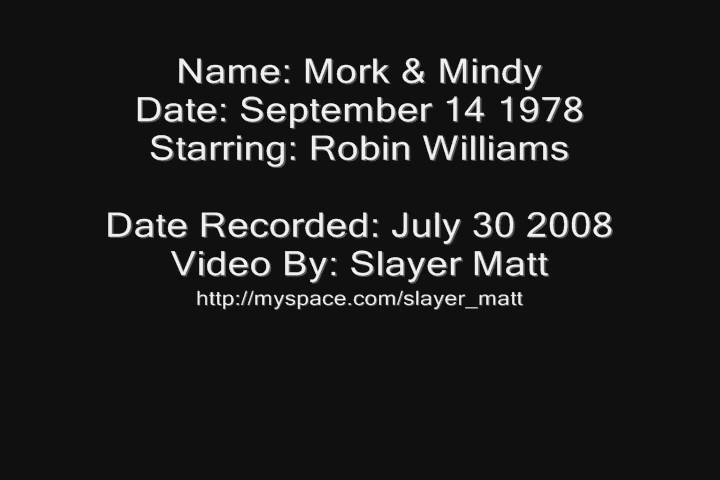 Name: Mork & Mindy
Date: September 14 1978
Starring: Robin Williams
Date Recorded: July 30 2008
Video By: Slayer Matt
http://myspace.com/slayer_matt